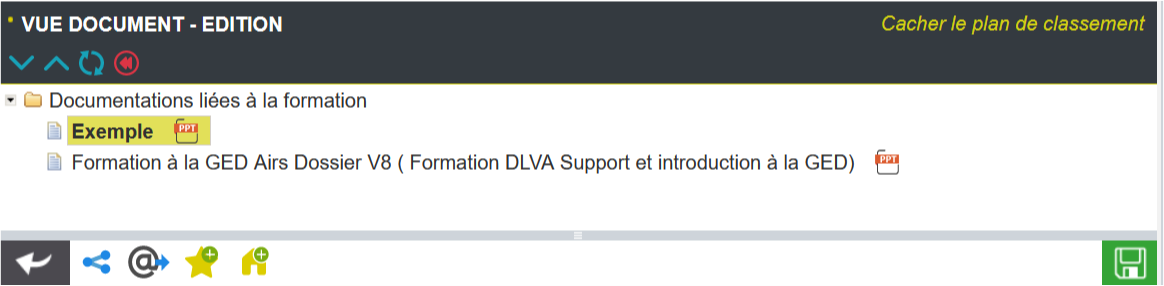 * VUE DOCUMENT - EDITION Cacher le plan de classement
Documentations liées à la formation
Exemple PPT
Formation à la GED Airs Dossier V8 ( Formation DLVA Support et introduction à la GED) PPT
@